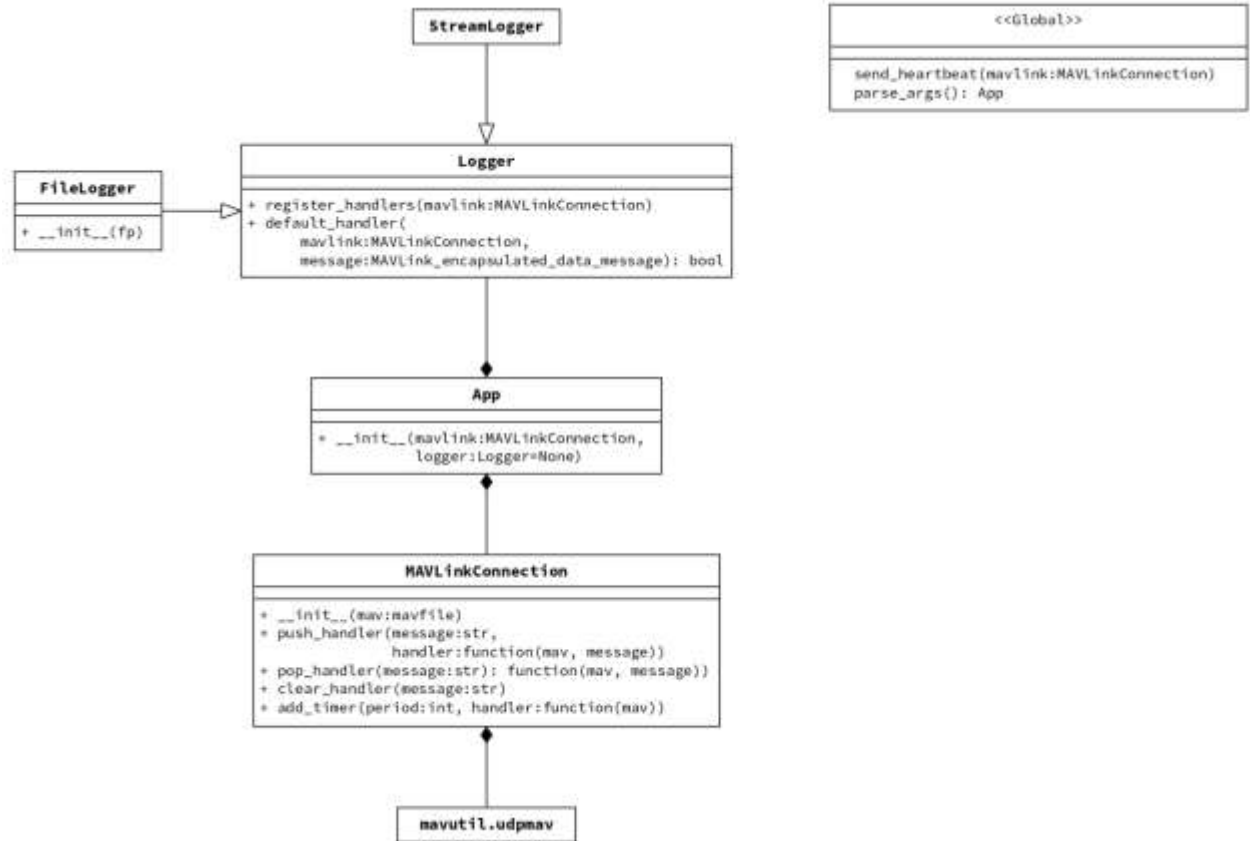 StreamLogger
<<Global>>
send_heartbeat(mavlink:MAVLinkConnection)
parse_args(): App
Logger
+ register_handlers(mavlink:MAVLinkConnection)
+ default_handler(
mavlink:MAVLinkConnection,
message:MAVLink_encapsulated_data_message): bool
FileLogger
+ __init__(fp)
App
+ __init__(mavlink:MAVLinkConnection,
logger:Logger=None)
MAVLinkConnection
+ __init__(mav:mavfile)
+ push_handler(message:str,
handler:function(mav, message))
+ pop_handler(message:str): function(mav, message))
+ clear_handler(message:str)
+ add_timer(period:int, handler:function(mav))
mavutil.udpmav